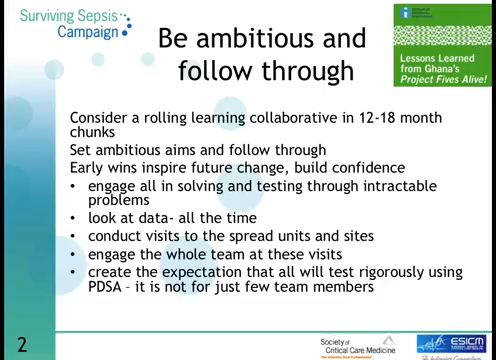 Surviving Sepsis
Campaign
Be ambitious and
follow through
Lessons Learned
from Ghana's
Project Fives Alive!
Consider a rolling learning collaborative in 12-18 month
chunks
Set ambitious aims and follow through
Early wins inspire future change, build confidence
• engage all in solving and testing through intractable
problems
• look at data- all the time
• conduct visits to the spread units and sites
• engage the whole team at these visits
• create the expectation that all will test rigorously using
PDSA – it is not for just few team members
2
Society of
Critical Care Medicine
ESICM